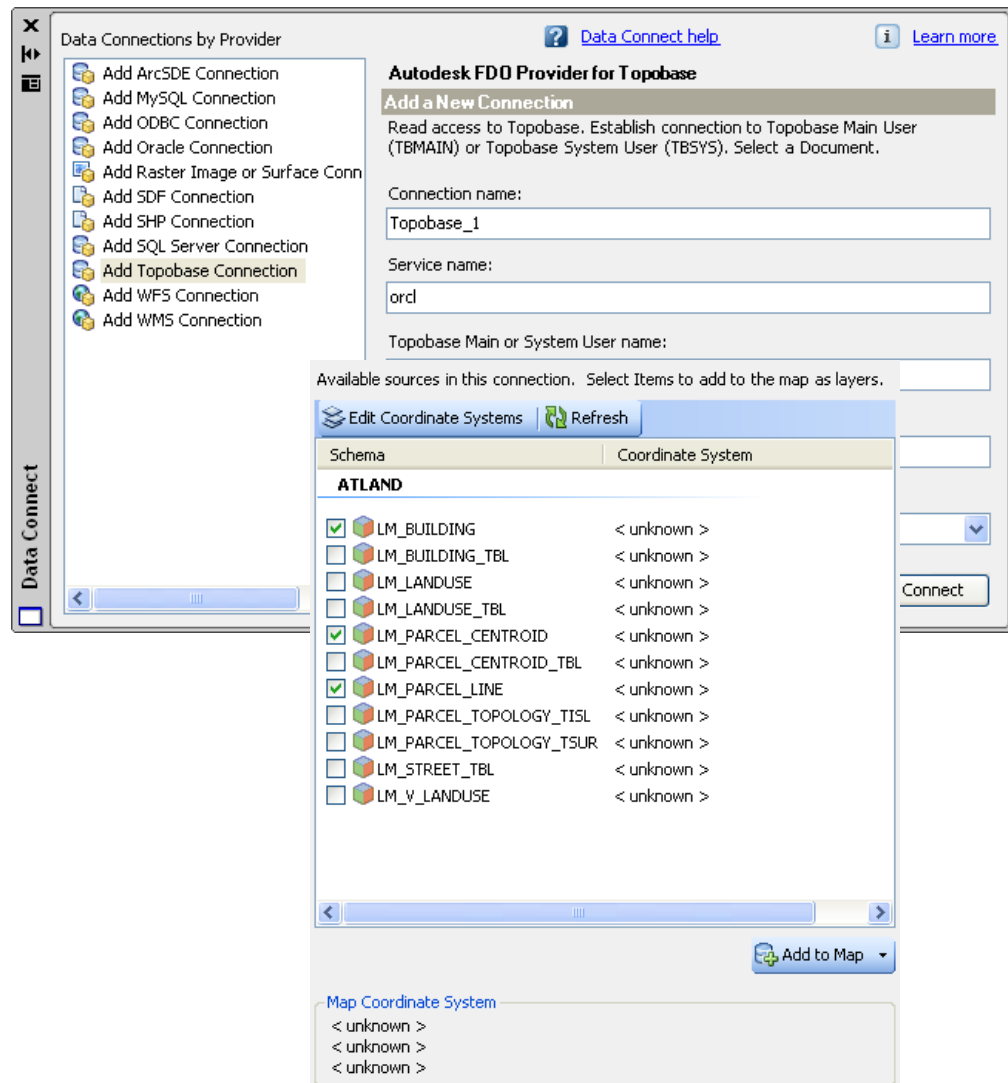 Data Connections by Provider
Data Connect help
Learn more
Add ArcSDE Connection
Add MySQL Connection
Add ODBC Connection
Add Oracle Connection
Add Raster Image or Surface Conn
Add SDF Connection
Add SHP Connection
Add SQL Server Connection
Add Topobase Connection
Add WFS Connection
Add WMS Connection
Data Connect
Autodesk FDO Provider for Topobase
Add a New Connection
Read access to Topobase. Establish connection to Topobase Main User
(TBMAIN) or Topobase System User (TBSYS). Select a Document.
Connection name:
Topobase_1
Service name:
orcl
Topobase Main or System User name:
Connect
Available sources in this connection. Select Items to add to the map as layers.
Edit Coordinate Systems
Refresh
Schema
Coordinate System
ATLAND
LM_BUILDING < unknown >
LM_BUILDING_TBL < unknown >
LM_LANDUSE < unknown >
LM_LANDUSE_TBL < unknown >
LM_PARCEL_CENTROID < unknown >
LM_PARCEL_CENTROID_TBL < unknown >
LM_PARCEL_LINE < unknown >
LM_PARCEL_TOPOLOGY_TISL < unknown >
LM_PARCEL_TOPOLOGY_TSUR < unknown >
LM_STREET_TBL < unknown >
LM_V_LANDUSE < unknown >
Add to Map
Map Coordinate System
< unknown >
< unknown >
< unknown >